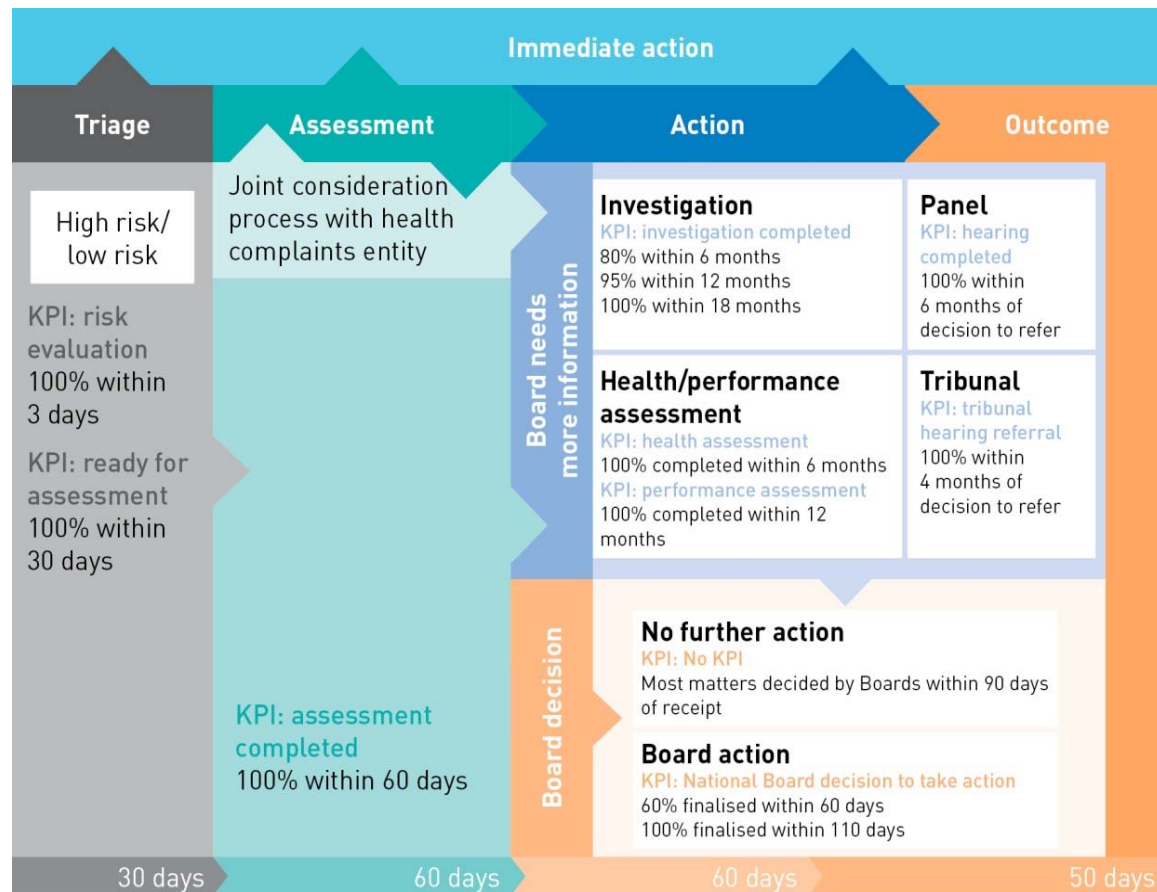 Immediate action
Triage
Assessment
Action
Outcome
High risk/
low risk
KPI: risk
evaluation
100% within
3 days
KPI: ready for
assessment
100% within
30 days
Joint consideration
process with health
complaints entity
KPI: assessment
completed
100% within 60 days
Board needs
more information
Investigation
KPI: investigation completed
80% within 6 months
95% within 12 months
100% within 18 months
Health/performance
assessment
KPI: health assessment
100% completed within 6 months
KPI: performance assessment
100% completed within 12
months
Panel
KPI: hearing
completed
100% within
6 months of
decision to refer
Tribunal
KPI: tribunal
hearing referral
100% within
4 months of
decision to refer
Board decision
No further action
KPI: No KPI
Most matters decided by Boards within 90 days
of receipt
Board action
KPI: National Board decision to take action
60% finalised within 60 days
100% finalised within 110 days
30 days
60 days
60 days
50 days